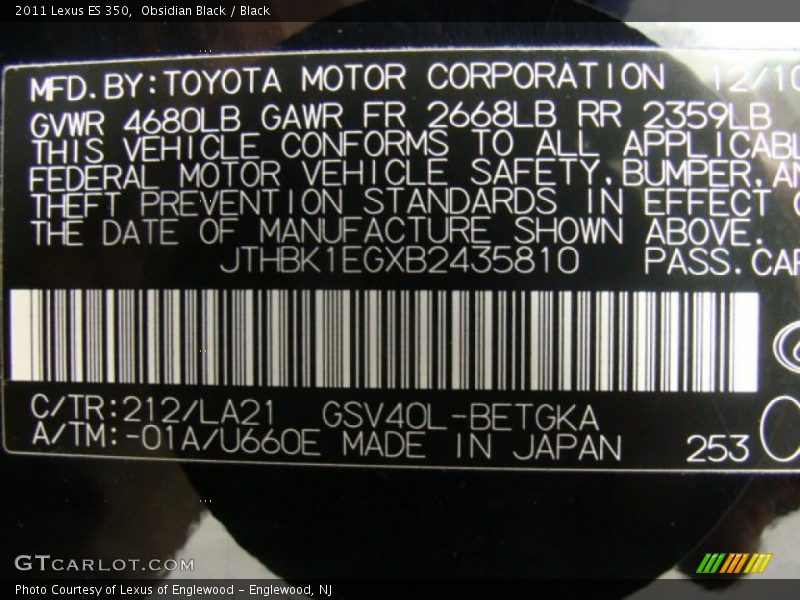 2011 Lexus ES 350, Obsidian Black / Black
MFD.BY:TOYOTA MOTOR CORPORATION 12/10
GVWR 4680LB GAWR FR 2668LB RR 2359LB
THIS VEHICLE CONFORMS TO ALL APPLICABL
FEDERAL MOTOR VEHICLE SAFETY,BUMPER,AN
THEFT PREVENTION STANDARDS IN EFFECT O
THE DATE OF MANUFACTURE SHOWN ABOVE.
JTHBK1EGXB2435810 PASS.CAR
C/TR:212/LA21 GSV40L-BETGKA
A/TM:-01A/U660E MADE IN JAPAN 253
GTCARLOT.COM
Photo Courtesy of Lexus of Englewood – Englewood, NJ